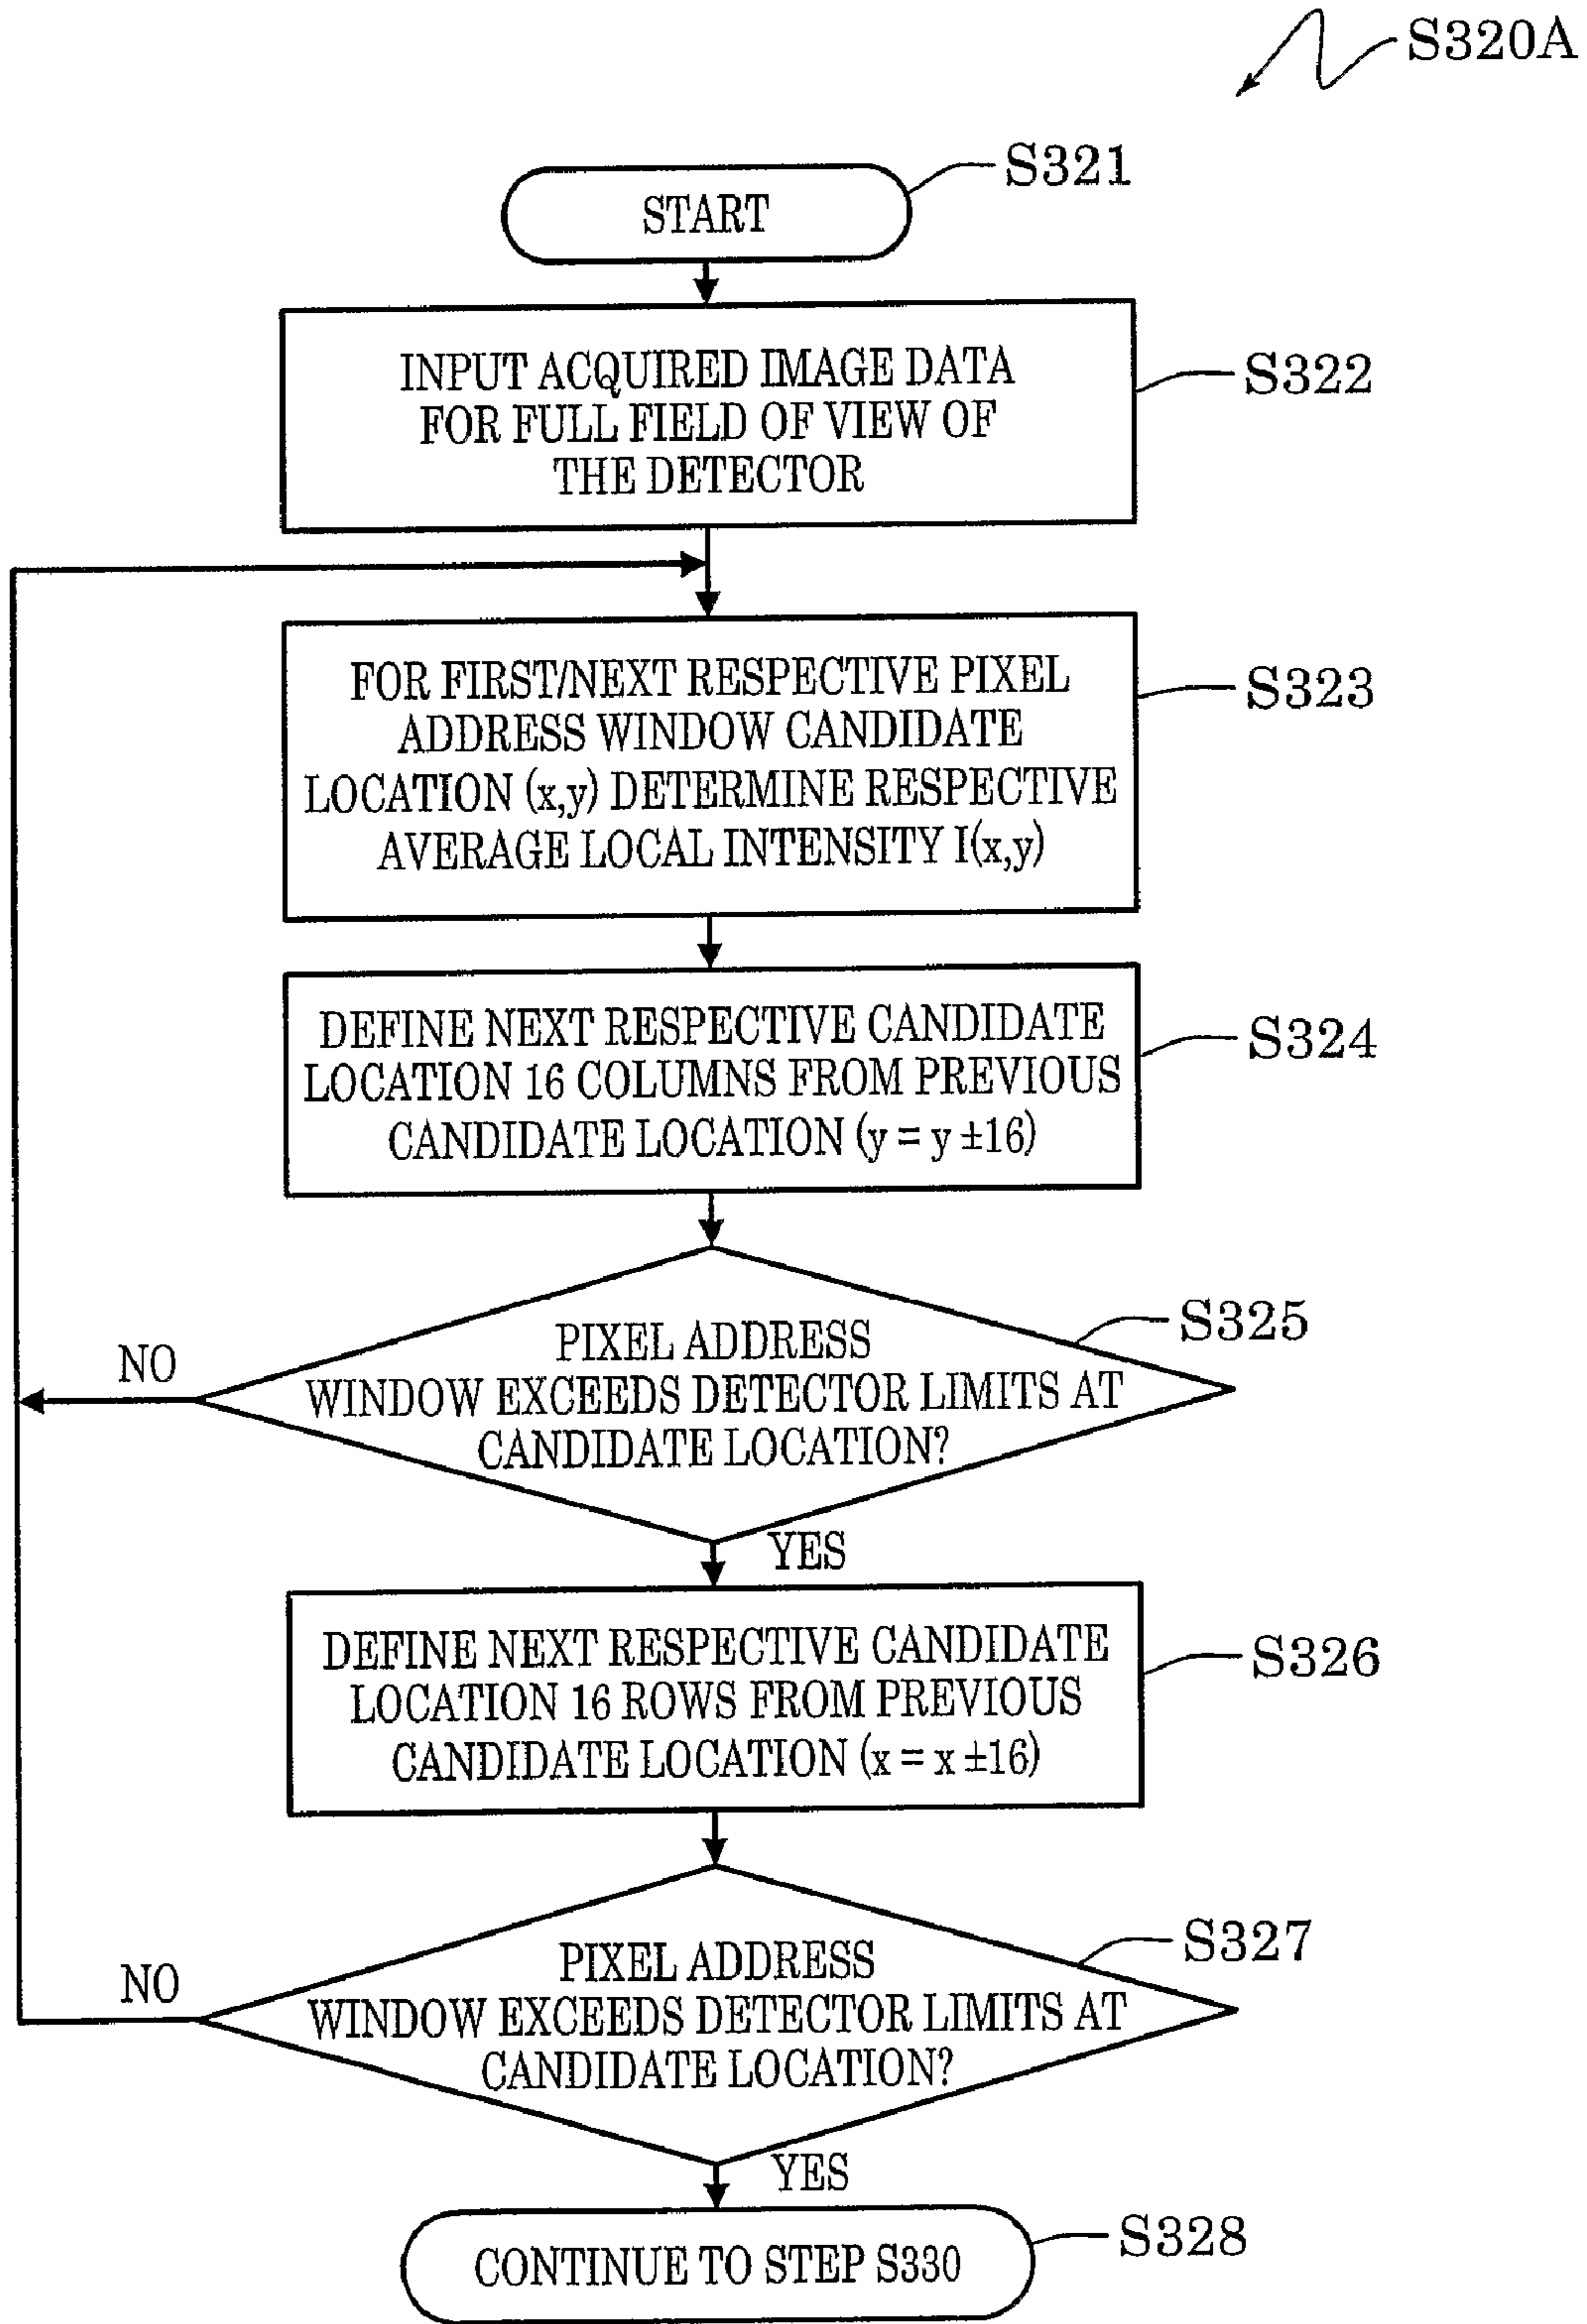 S320A
S321
START
INPUT ACQUIRED IMAGE DATA
FOR FULL FIELD OF VIEW OF
THE DETECTOR
S322
FOR FIRST/NEXT RESPECTIVE PIXEL
ADDRESS WINDOW CANDIDATE
LOCATION (x,y) DETERMINE RESPECTIVE
AVERAGE LOCAL INTENSITY I(x,y)
S323
DEFINE NEXT RESPECTIVE CANDIDATE
LOCATION 16 COLUMNS FROM PREVIOUS
CANDIDATE LOCATION (y = y ±16)
S324
PIXEL ADDRESS
WINDOW EXCEEDS DETECTOR LIMITS AT
CANDIDATE LOCATION?
S325
NO
YES
DEFINE NEXT RESPECTIVE CANDIDATE
LOCATION 16 ROWS FROM PREVIOUS
CANDIDATE LOCATION (x = x ±16)
S326
PIXEL ADDRESS
WINDOW EXCEEDS DETECTOR LIMITS AT
CANDIDATE LOCATION?
S327
NO
YES
CONTINUE TO STEP S330
S328